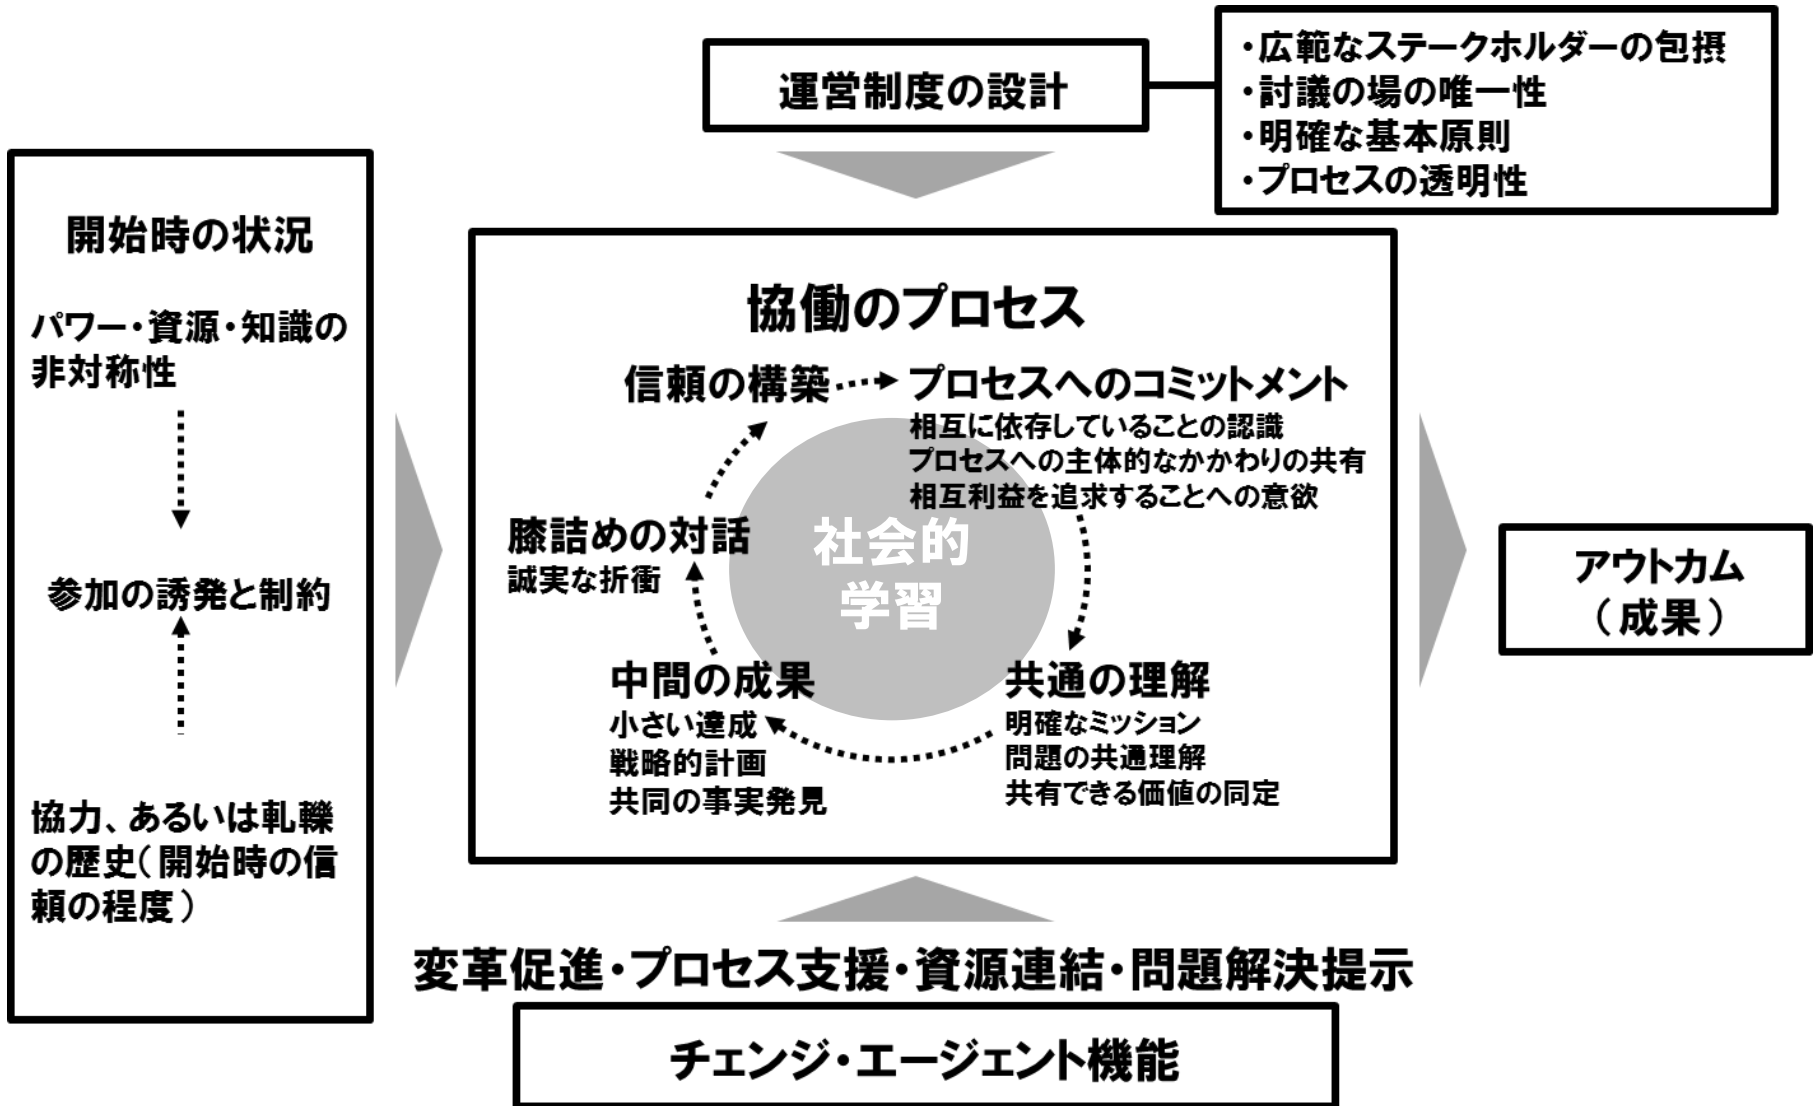 運営制度の設計
・広範なステークホルダーの包摂
・討議の場の唯一性
・明確な基本原則
・プロセスの透明性
開始時の状況
パワー・資源・知識の
非対称性
参加の誘発と制約
協力、あるいは軋轢
の歴史(開始時の信
頼の程度)
協働のプロセス
信頼の構築
プロセスへのコミットメント
相互に依存していることの認識
プロセスへの主体的なかかわりの共有
相互利益を追求することへの意欲
膝詰めの対話
誠実な折衝
社会的
学習
中間の成果
小さい達成
戦略的計画
共同の事実発見
共通の理解
明確なミッション
問題の共通理解
共有できる価値の同定
アウトカム
(成果)
変革促進・プロセス支援・資源連結・問題解決提示
チェンジ・エージェント機能